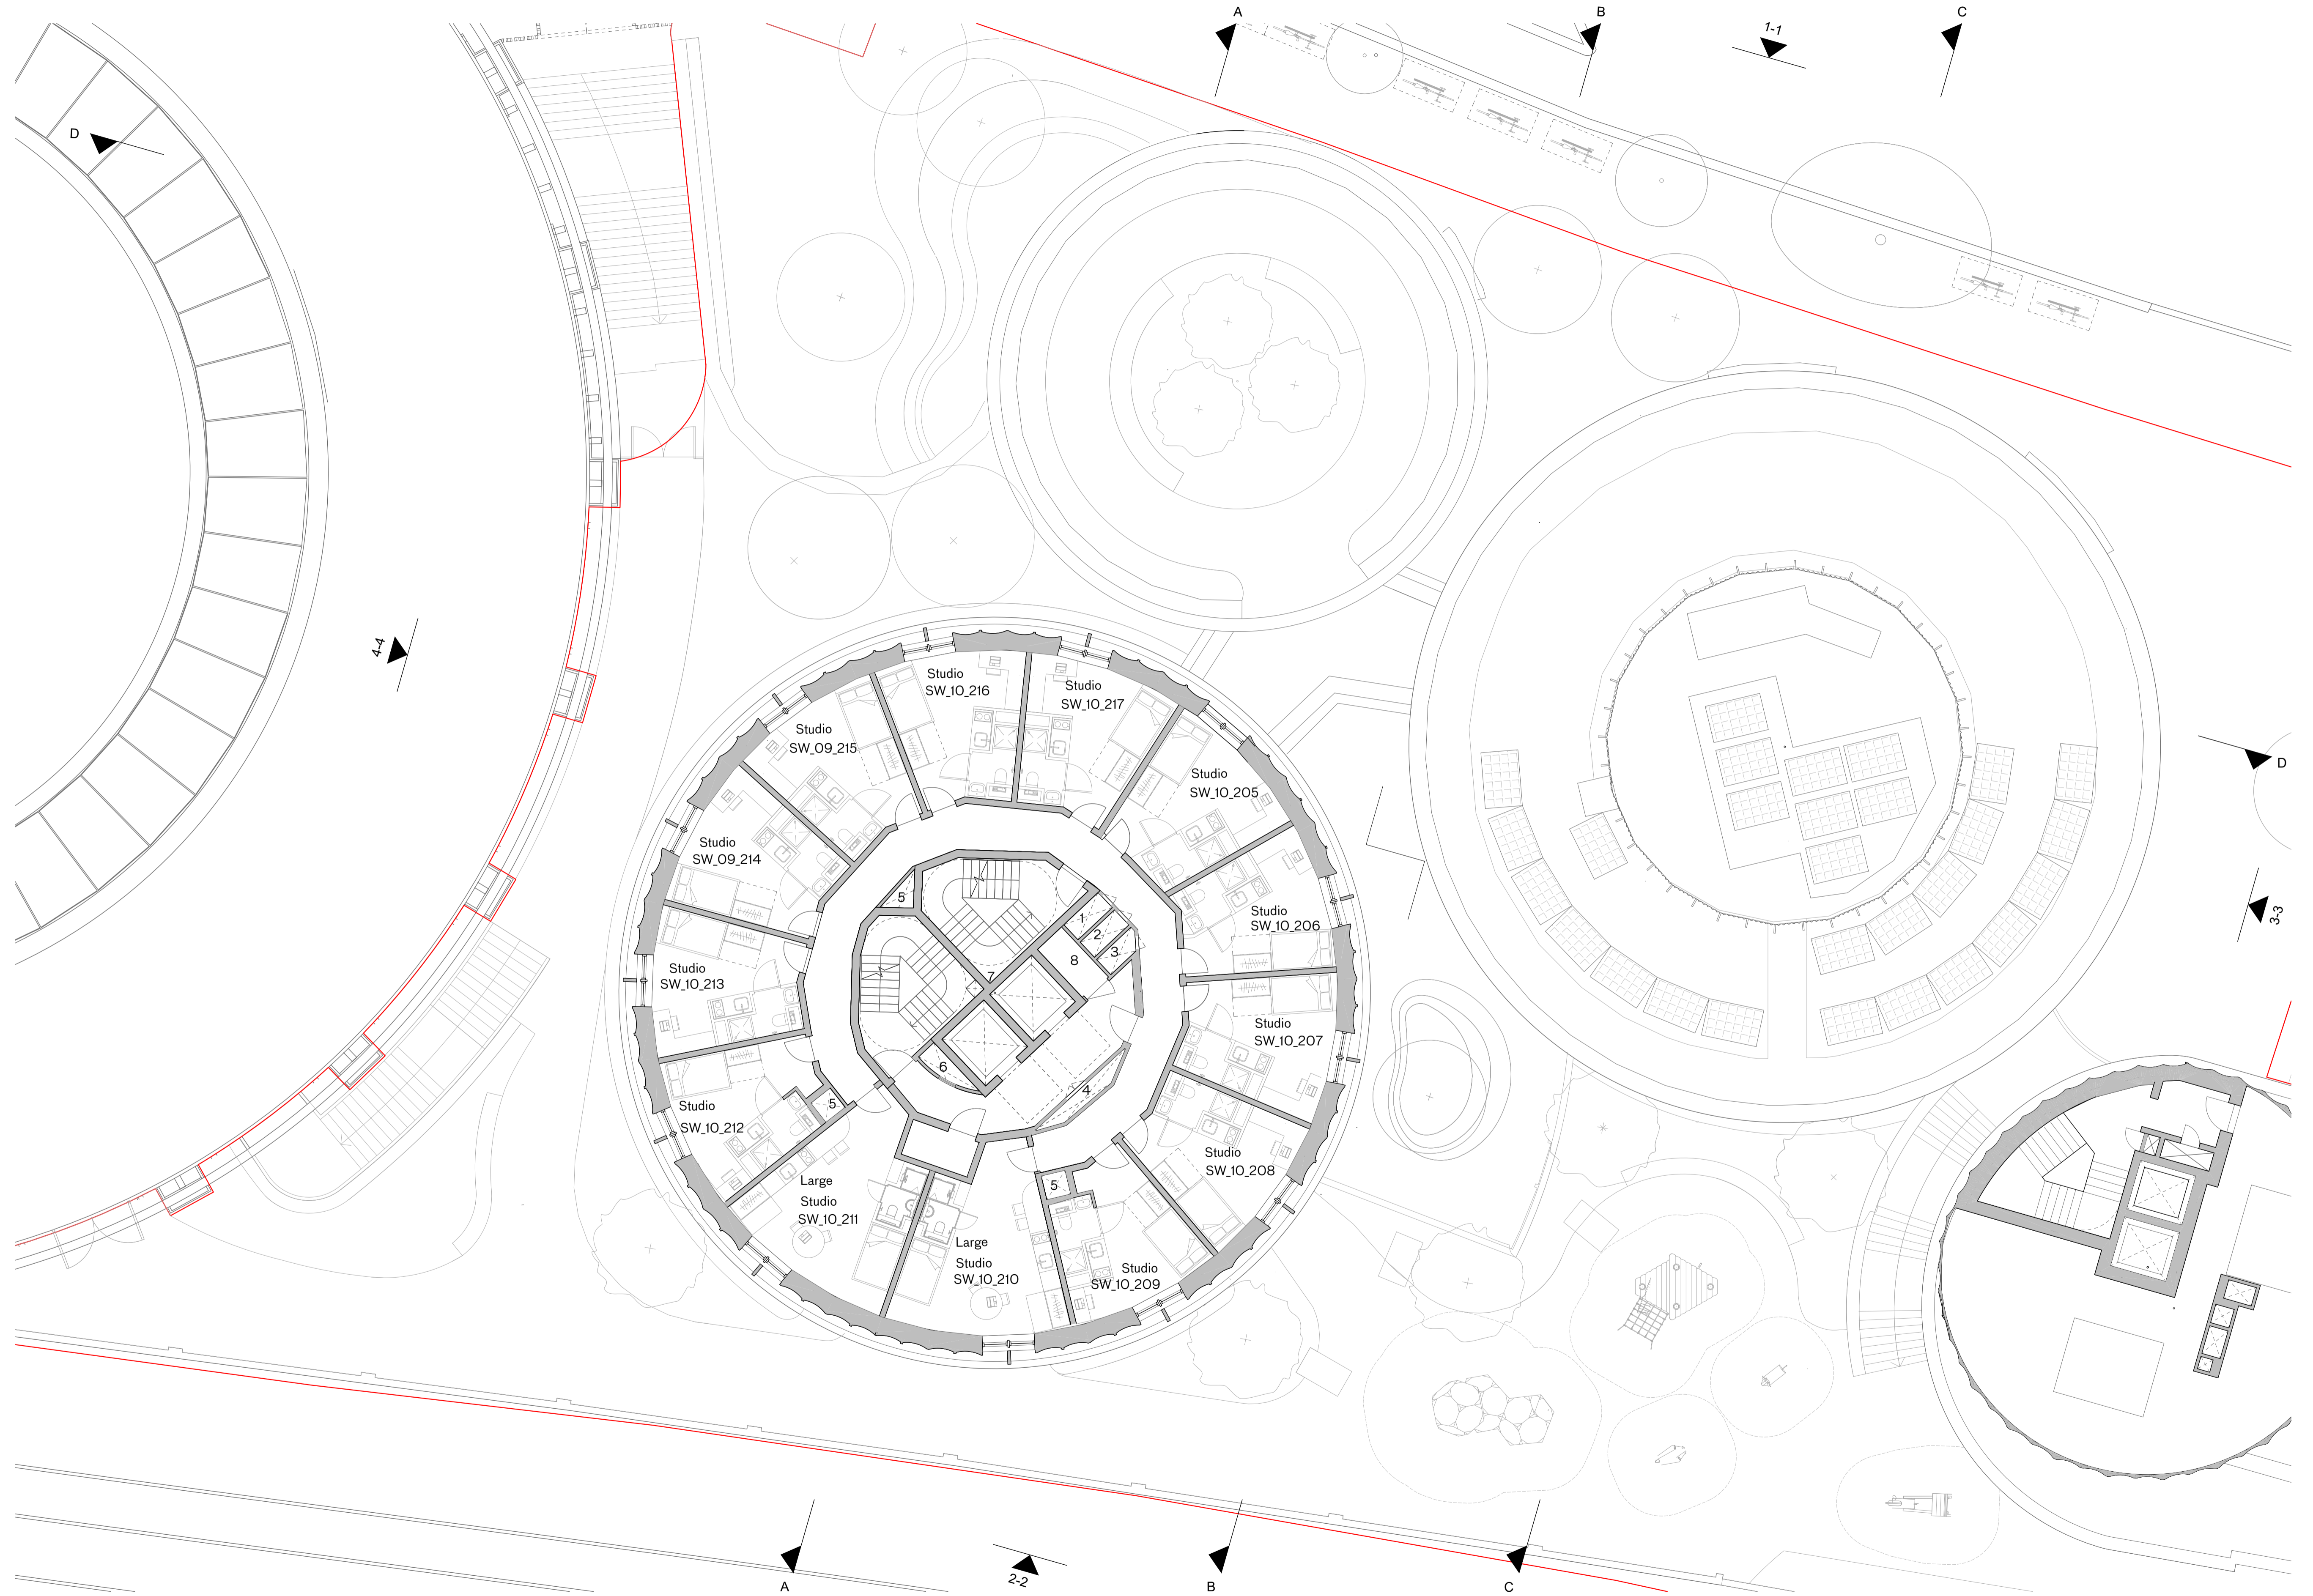 A
B
1-1
C
D
4-4
Studio
SW_10_216
Studio
SW_10_217
Studio
SW_09_215
Studio
SW_10_205
D
Studio
SW_09_214
5
1
2
3
8
7
Studio
SW_10_206
3-3
Studio
SW_10_213
Studio
SW_10_207
6
4
5
Studio
SW_10_212
Studio
SW_10_208
5
Large
Studio
SW_10_211
Large
Studio
SW_10_210
Studio
SW_10_209
A
2-2
B
C